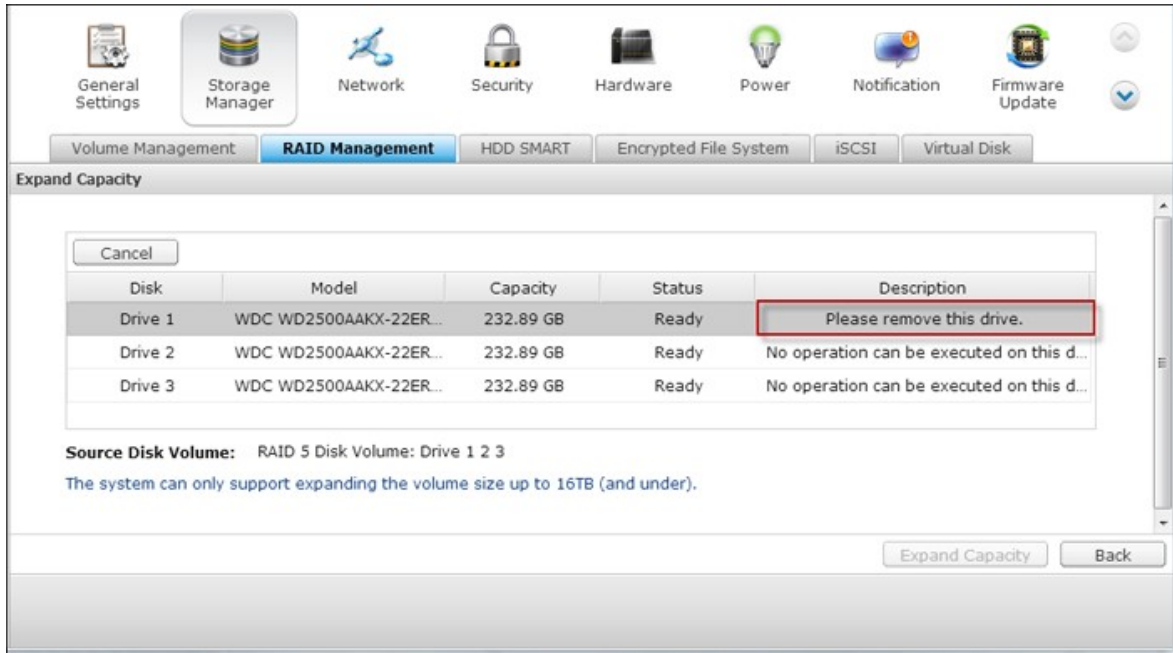 General Settings
Storage Manager
Network
Security
Hardware
Power
Notification
Firmware Update
Volume Management
RAID Management
HDD SMART
Encrypted File System
iSCSI
Virtual Disk
Expand Capacity
Cancel
Disk Model Capacity Status Description
Drive 1 WDC WD2500AAKX-22ER... 232.89 GB Ready Please remove this drive.
Drive 2 WDC WD2500AAKX-22ER... 232.89 GB Ready No operation can be executed on this d...
Drive 3 WDC WD2500AAKX-22ER... 232.89 GB Ready No operation can be executed on this d...
Source Disk Volume: RAID 5 Disk Volume: Drive 1 2 3
The system can only support expanding the volume size up to 16TB (and under).
Expand Capacity Back